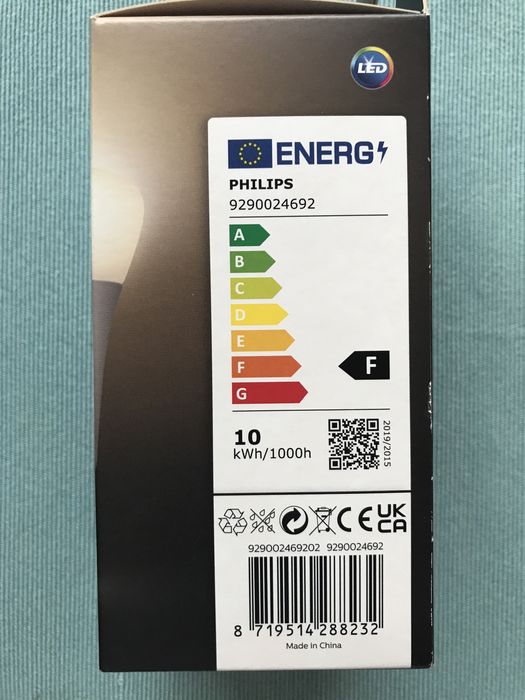 LED
ENERG
PHILIPS
9290024692
A
B
C
D
E
F
F
G
10
kWh/1000h
2019/2015
CE UK CA
929002469202 9290024692
8 719514 288232
Made in China